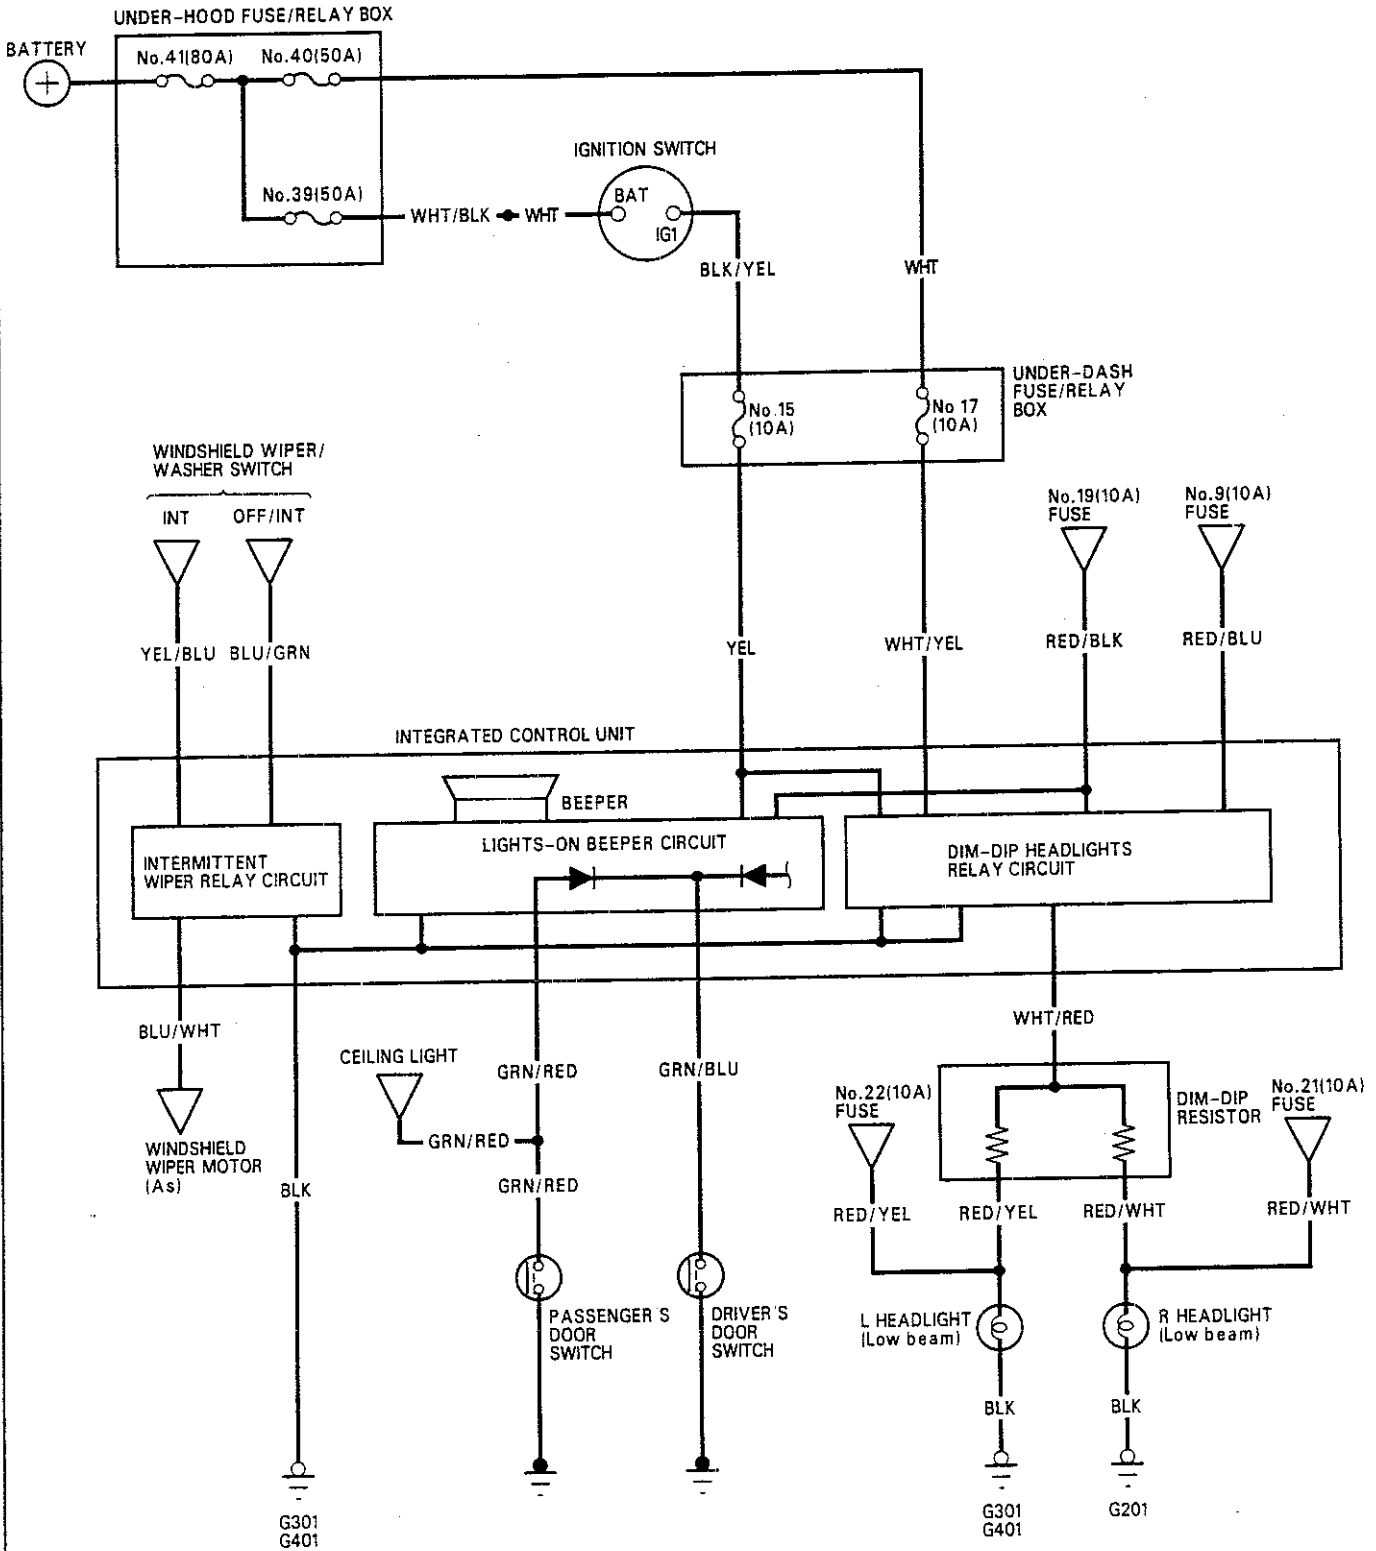 UNDER-HOOD FUSE/RELAY BOX
BATTERY
No.41(80A)
No.40(50A)
+
IGNITION SWITCH
No.39(50A)
BAT
WHT/BLK
WHT
IG1
BLK/YEL
WHT
UNDER-DASH
FUSE/RELAY
BOX
No.15
(10A)
No 17
(10A)
WINDSHIELD WIPER/
WASHER SWITCH
INT
OFF/INT
No.19(10A)
FUSE
No.9(10A)
FUSE
YEL/BLU
BLU/GRN
YEL
WHT/YEL
RED/BLK
RED/BLU
INTEGRATED CONTROL UNIT
BEEPER
LIGHTS-ON BEEPER CIRCUIT
INTERMITTENT
WIPER RELAY CIRCUIT
DIM-DIP HEADLIGHTS
RELAY CIRCUIT
BLU/WHT
WHT/RED
CEILING LIGHT
GRN/RED
GRN/BLU
No.22(10A)
FUSE
DIM-DIP
RESISTOR
No.21(10A)
FUSE
WINDSHIELD
WIPER MOTOR
(As)
GRN/RED
BLK
GRN/RED
RED/YEL
RED/YEL
RED/WHT
RED/WHT
PASSENGER'S
DOOR
SWITCH
DRIVER'S
DOOR
SWITCH
L HEADLIGHT
(Low beam)
R HEADLIGHT
(Low beam)
BLK
BLK
G301
G401
G301
G401
G201